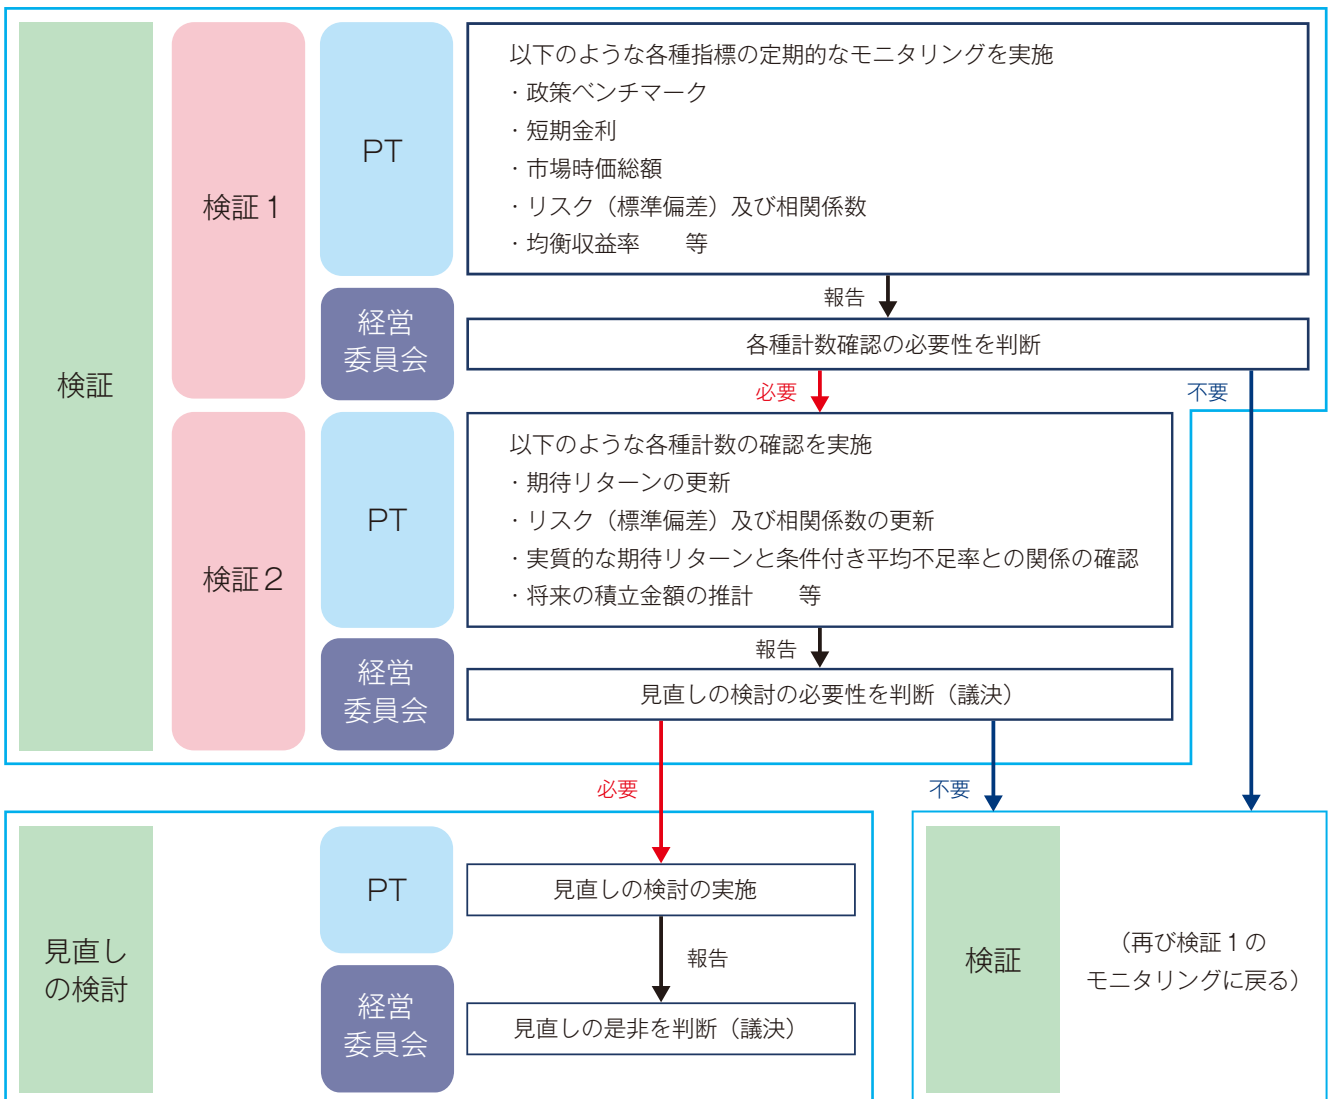 検証
検証1
PT
以下のような各種指標の定期的なモニタリングを実施
・政策ベンチマーク
・短期金利
・市場時価総額
・リスク（標準偏差）及び相関係数
・均衡収益率　　等
報告
経営
委員会
各種計数確認の必要性を判断
必要
不要
検証2
PT
以下のような各種計数の確認を実施
・期待リターンの更新
・リスク（標準偏差）及び相関係数の更新
・実質的な期待リターンと条件付き平均不足率との関係の確認
・将来の積立金額の推計　　等
報告
経営
委員会
見直しの検討の必要性を判断（議決）
必要
不要
見直し
の検討
PT
見直しの検討の実施
報告
経営
委員会
見直しの是非を判断（議決）
検証
（再び検証1の
モニタリングに戻る）